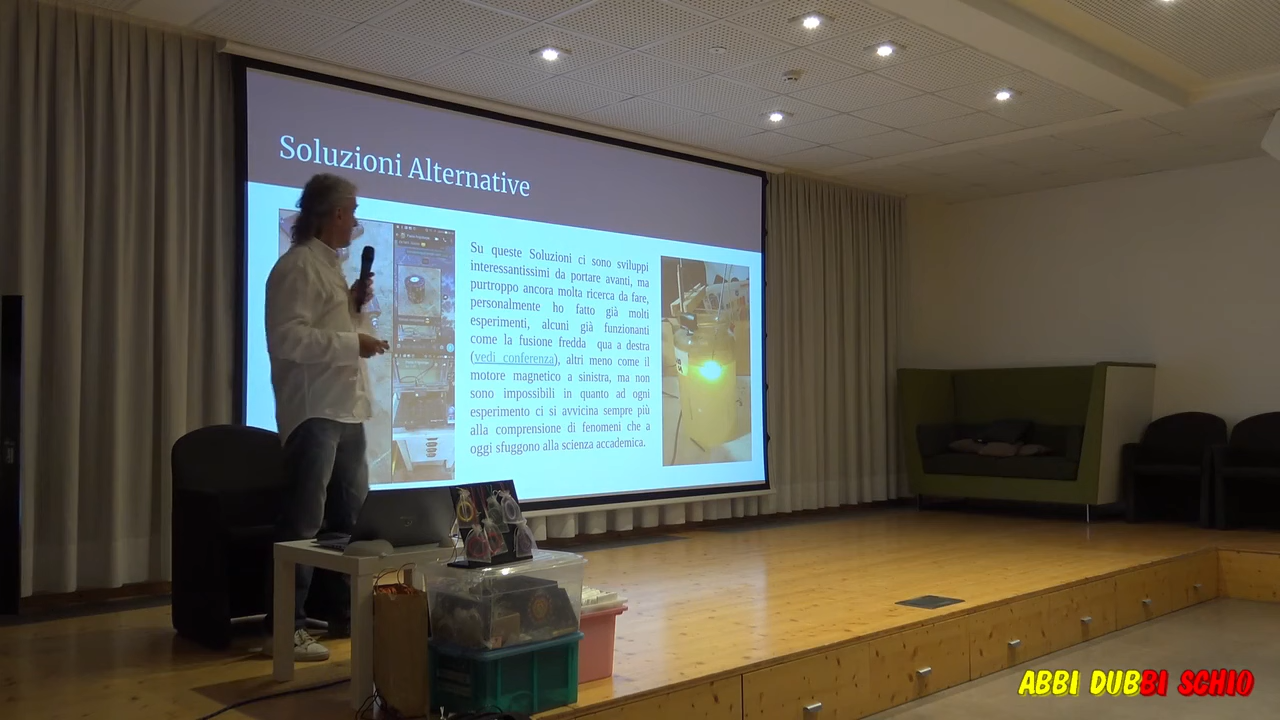 Soluzioni Alternative
Su queste Soluzioni ci sono sviluppi
interessantissimi da portare avanti, ma
purtroppo ancora molta ricerca da fare,
personalmente ho fatto già molti
esperimenti, alcuni già funzionanti
come la fusione fredda qua a destra
(vedi conferenza), altri meno come il
motore magnetico a sinistra, ma non
sono impossibili in quanto ad ogni
esperimento ci si avvicina sempre più
alla comprensione di fenomeni che a
oggi sfuggono alla scienza accademica.
ABBI DUBBI SCHIO